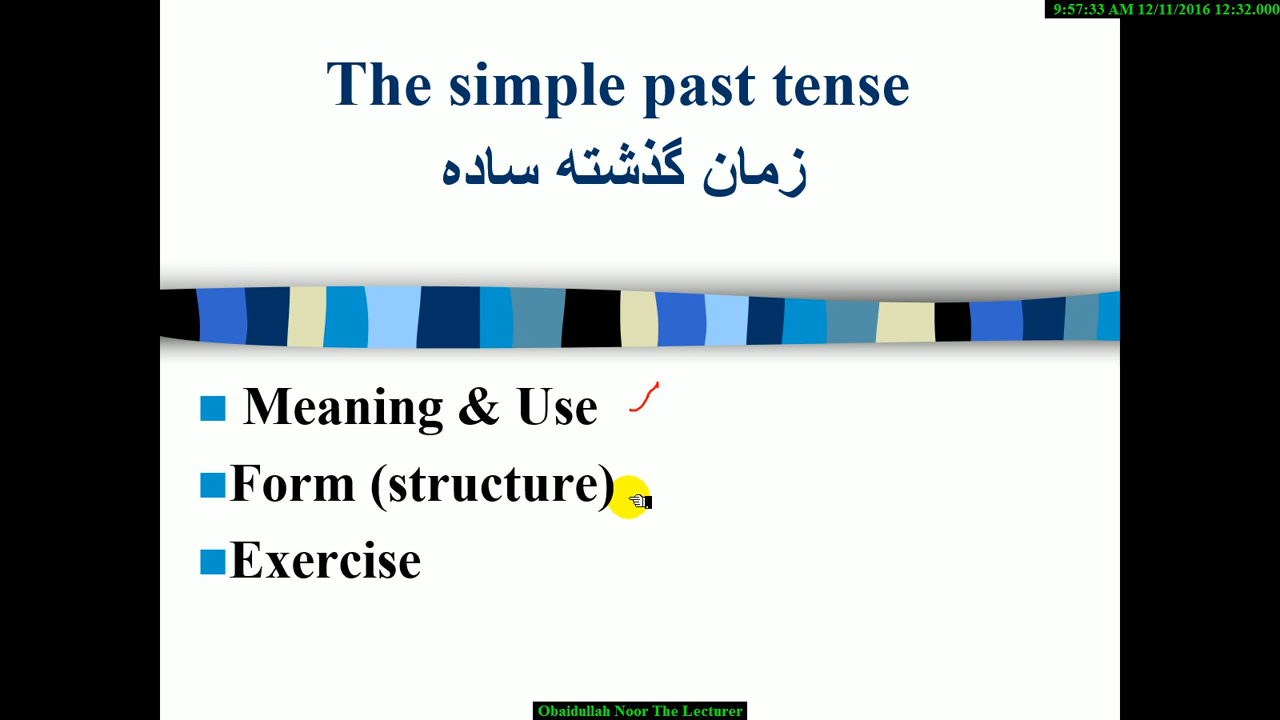 9:57:33 AM 12/11/2016 12:32.000
The simple past tense
زمان گذشته ساده
Meaning & Use
Form (structure)
Exercise
Obaidullah Noor The Lecturer